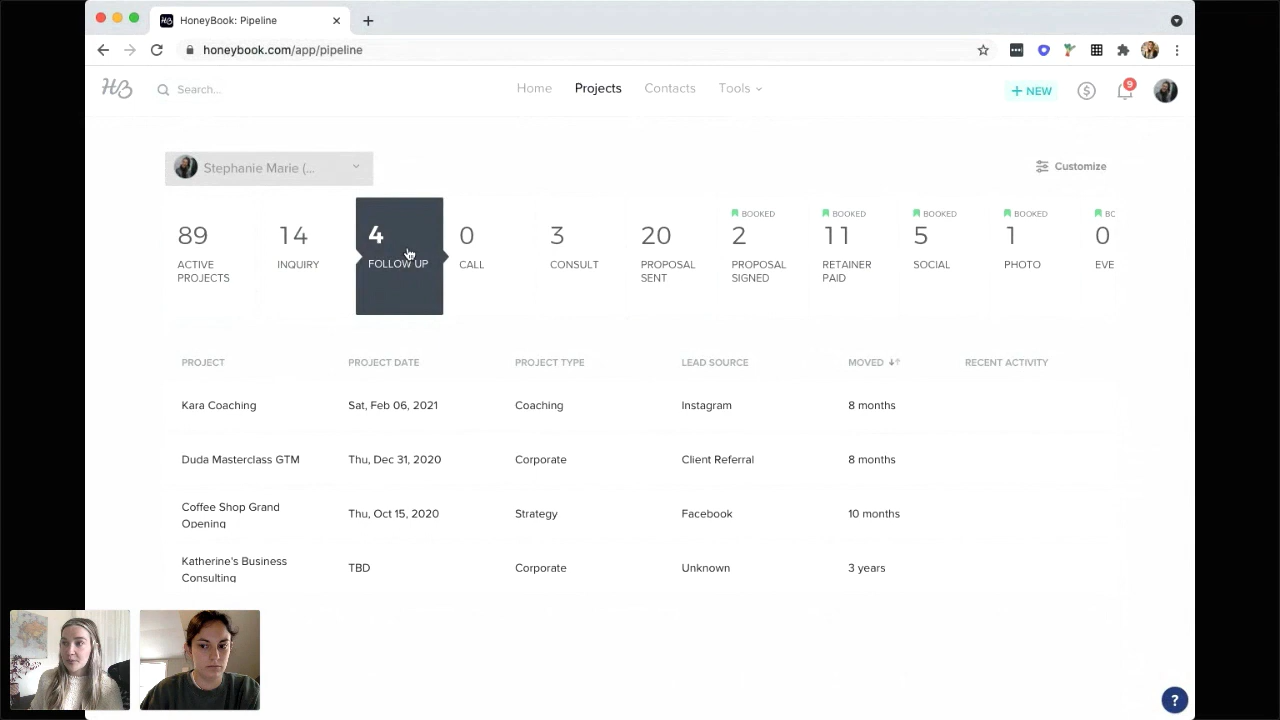 HoneyBook: Pipeline
honeybook.com/app/pipeline
HB
Search...
Home
Projects
Contacts
Tools
+ NEW
$
9
Stephanie Marie (...
Customize
89
ACTIVE
PROJECTS
14
INQUIRY
4
FOLLOW UP
0
CALL
3
CONSULT
20
PROPOSAL
SENT
BOOKED
2
PROPOSAL
SIGNED
BOOKED
11
RETAINER
PAID
BOOKED
5
SOCIAL
BOOKED
1
PHOTO
BC
0
EVE
PROJECT PROJECT DATE PROJECT TYPE LEAD SOURCE MOVED RECENT ACTIVITY
Kara Coaching Sat, Feb 06, 2021 Coaching Instagram 8 months
Duda Masterclass GTM Thu, Dec 31, 2020 Corporate Client Referral 8 months
Coffee Shop Grand
Opening
Thu, Oct 15, 2020 Strategy Facebook 10 months
Katherine's Business
Consulting
TBD Corporate Unknown 3 years
?